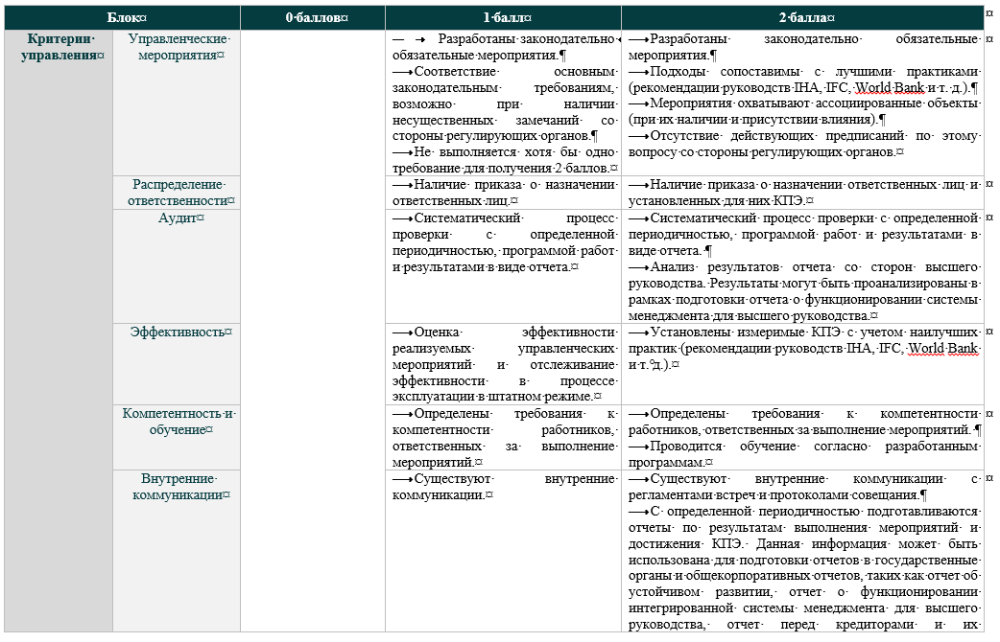 Блок
0 баллов
1 балл
2 балла
Критерии
управления
Управленческие
мероприятия
— Разработаны законодательно
обязательные мероприятия.
Соответствие основным
законодательным требованиям,
возможно при наличии
несущественных замечаний со
стороны регулирующих органов.
Не выполняется хотя бы одно
требование для получения 2 баллов.
Разработаны законодательно обязательные
мероприятия.
Подходы сопоставимы с лучшими практиками
(рекомендации руководств IHA, IFC, World Bank и т. д.).
Мероприятия охватывают ассоциированные объекты
(при их наличии и присутствии влияния).
Отсутствие действующих предписаний по этому
вопросу со стороны регулирующих органов.
Распределение
ответственности
Наличие приказа о назначении
ответственных лиц.
Наличие приказа о назначении ответственных лиц и
установленных для них КПЭ.
Аудит
Систематический процесс
проверки с определенной
периодичностью, программой работ
и результатами в виде отчета.
Систематический процесс проверки с определенной
периодичностью, программой работ и результатами в
виде отчета.
Анализ результатов отчета со сторон высшего
руководства. Результаты могут быть проанализированы в
рамках подготовки отчета о функционировании системы
менеджмента для высшего руководства.
Эффективность
Оценка эффективности
реализуемых управленческих
мероприятий и отслеживание
эффективности в процессе
эксплуатации в штатном режиме.
Установлены измеримые КПЭ с учетом наилучших
практик (рекомендации руководств IHA, IFC, World Bank
и т. д.).
Компетентность и
обучение
Определены требования к
компетентности работников,
ответственных за выполнение
мероприятий.
Определены требования к компетентности
работников, ответственных за выполнение мероприятий.
Проводится обучение согласно разработанным
программам.
Внутренние
коммуникации
Существуют внутренние
коммуникации.
Существуют внутренние коммуникации с
регламентами встреч и протоколами совещания.
С определенной периодичностью подготавливаются
отчеты по результатам выполнения мероприятий и
достижения КПЭ. Данная информация может быть
использована для подготовки отчетов в государственные
органы и общекорпоративных отчетов, таких как отчет об
устойчивом развитии, отчет о функционировании
интегрированной системы менеджмента для высшего
руководства, отчет перед кредиторами и их